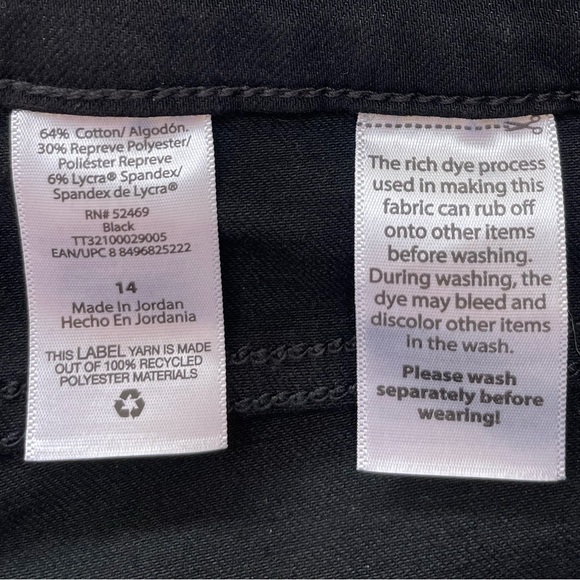 64% Cotton/ Algodón.
30% Repreve Polyester/
Poliéster Repreve
6% Lycra® Spandex/
Spandex de Lycra®
RN# 52469
Black
TT32100029005
EAN/UPC 8 8496825222
14
Made In Jordan
Hecho En Jordania
THIS LABEL YARN IS MADE
OUT OF 100% RECYCLED
POLYESTER MATERIALS
The rich dye process
used in making this
fabric can rub off
onto other items
before washing.
During washing, the
dye may bleed and
discolor other items
in the wash.
Please wash
separately before
wearing!